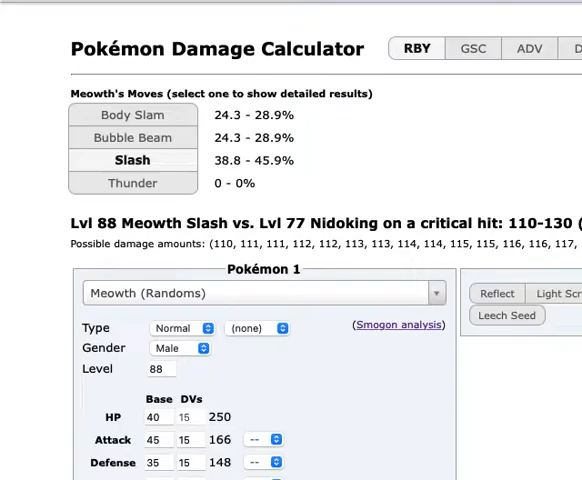 Pokémon Damage Calculator RBY GSC ADV D
Meowth's Moves (select one to show detailed results)
Body Slam 24.3 - 28.9%
Bubble Beam 24.3 - 28.9%
Slash 38.8 - 45.9%
Thunder 0 - 0%
Lvl 88 Meowth Slash vs. Lvl 77 Nidoking on a critical hit: 110-130 (
Possible damage amounts: (110, 111, 111, 112, 112, 113, 113, 114, 114, 115, 115, 116, 116, 117,
Pokémon 1
Meowth (Randoms)
Reflect Light Scr
Leech Seed
Type Normal (none) (Smogon analysis)
Gender Male
Level 88
Base DVs
HP 40 15 250
Attack 45 15 166 --
Defense 35 15 148 --